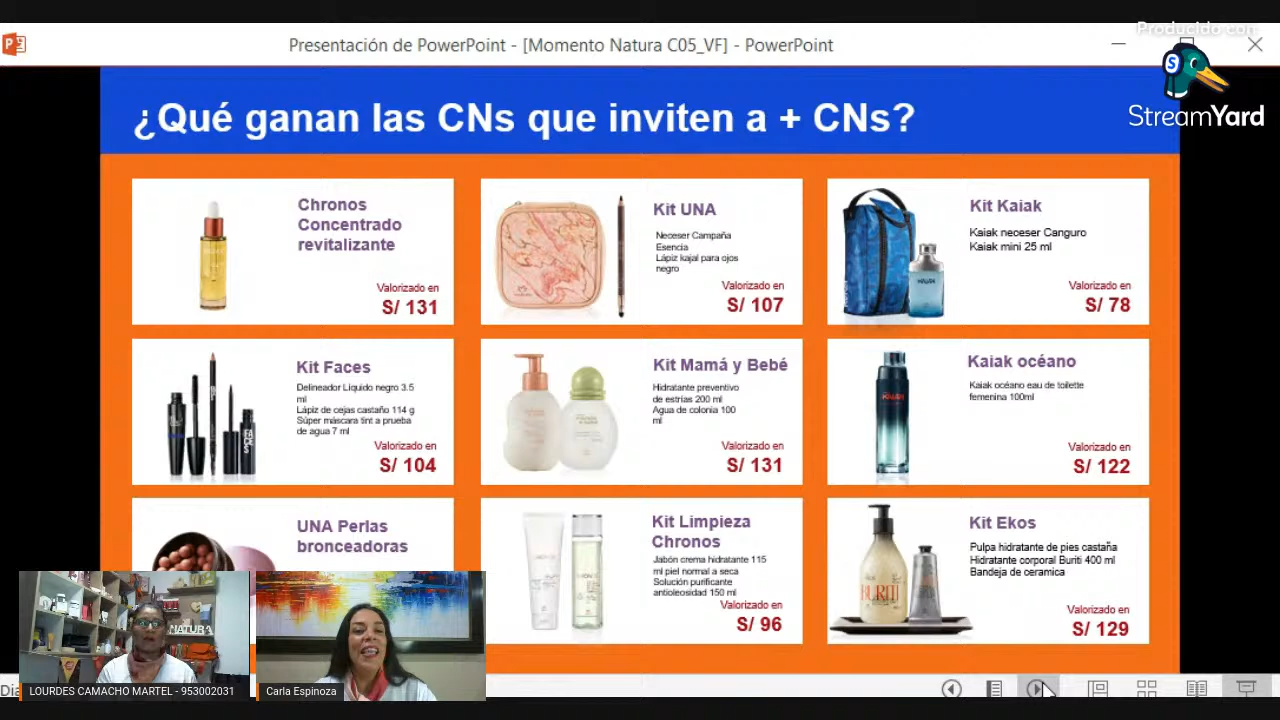 Producido con
Presentación de PowerPoint - [Momento Natura C05_VF] - PowerPoint
StreamYard
¿Qué ganan las CNs que inviten a + CNs?
Chronos
Concentrado
revitalizante
Valorizado en
S/ 131
Kit UNA
Neceser Campaña
Esencia
Lápiz kajal para ojos
negro
Valorizado en
S/ 107
Kit Kaiak
Kaiak neceser Canguro
Kaiak mini 25 ml
Valorizado en
S/ 78
Kit Faces
Delineador Líquido negro 3.5
ml
Lápiz de cejas castaño 114 g
Súper máscara tint a prueba
de agua 7 ml
Valorizado en
S/ 104
Kit Mamá y Bebé
Hidratante preventivo
de estrías 200 ml
Agua de colonia 100
ml
Valorizado en
S/ 131
Kaiak océano
Kaiak océano eau de toilette
femenina 100ml
Valorizado en
S/ 122
UNA Perlas
bronceadoras
Kit Limpieza
Chronos
Jabón crema hidratante 115
ml piel normal a seca
Solución purificante
antioleosidad 150 ml
Valorizado en
S/ 96
Kit Ekos
Pulpa hidratante de pies castaña
Hidratante corporal Buriti 400 ml
Bandeja de ceramica
Valorizado en
S/ 129
BURITI
NATURA
LOURDES CAMACHO MARTEL - 953002031
Carla Espinoza